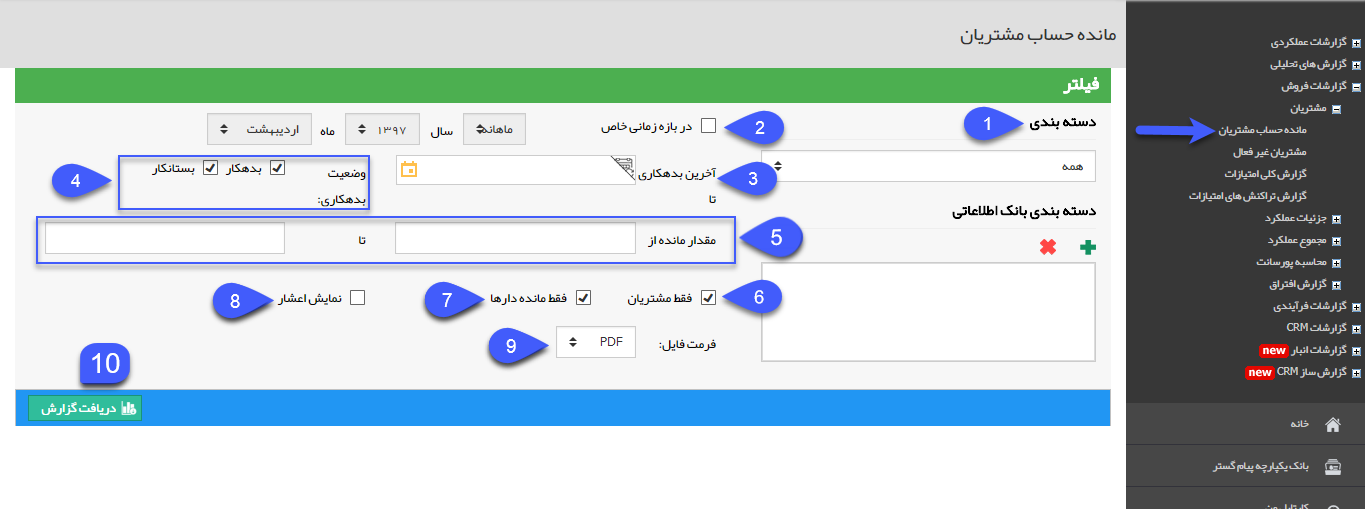 مانده حساب مشتریان
فیلتر
1
دسته بندی
همه
دسته بندی بانک اطلاعاتی
2
در بازه زمانی خاص
ماهانه
سال
۱۳۹۷
ماه
اردیبهشت
3
آخرین بدهکاری
تا
4
وضعیت
بدهکاری:
بدهکار
بستانکار
5
مقدار مانده از
تا
6
فقط مشتریان
7
فقط مانده دارها
8
نمایش اعشار
9
فرمت فایل:
PDF
10
دریافت گزارش
گزارشات عملکردی
گزارش های تحلیلی
گزارشات فروش
مشتریان
مانده حساب مشتریان
مشتریان غیر فعال
گزارش کلی امتیازات
گزارش تراکنش های امتیازات
جزئیات عملکرد
مجموع عملکرد
محاسبه پورسانت
گزارش افتراق
گزارشات فرآیندی
گزارشات CRM
گزارشات انبار new
گزارش ساز CRM new
خانه
بانک یکپارچه پیام گستر